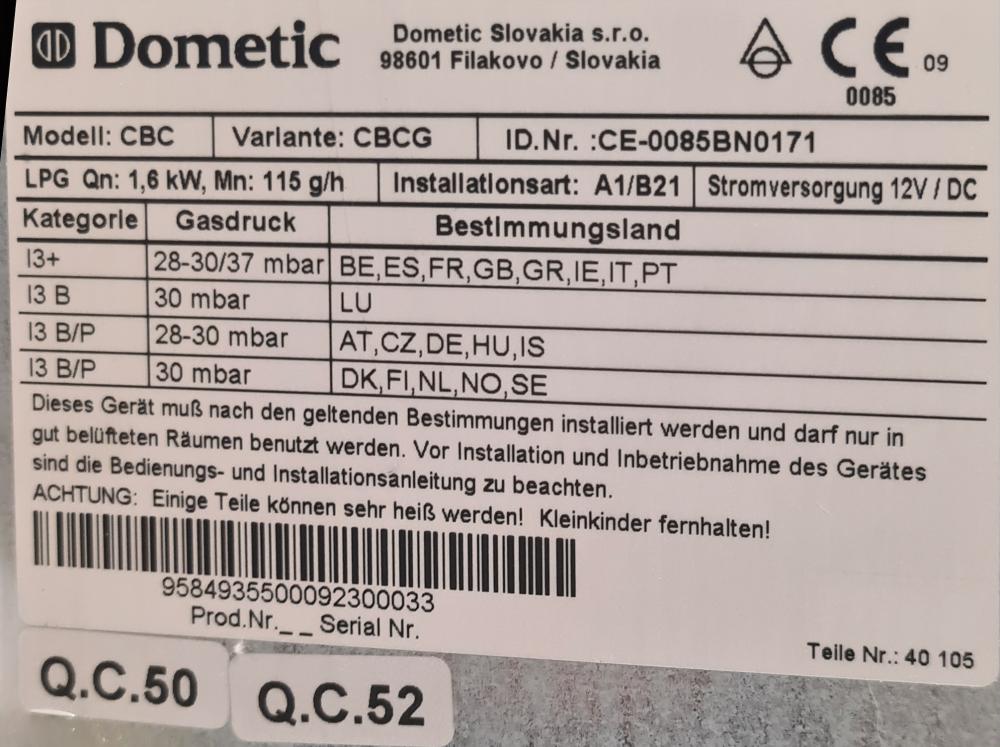 Dometic
Dometic Slovakia s.r.o.
98601 Filakovo / Slovakia
CE 09
0085
Modell: CBC Variante: CBCG ID.Nr. :CE-0085BN0171
LPG Qn: 1,6 kW, Mn: 115 g/h Installationsart: A1/B21 Stromversorgung 12V / DC
Kategorie Gasdruck Bestimmungsland
I3+ 28-30/37 mbar BE,ES,FR,GB,GR,IE,IT,PT
I3 B 30 mbar LU
I3 B/P 28-30 mbar AT,CZ,DE,HU,IS
I3 B/P 30 mbar DK,FI,NL,NO,SE
Dieses Gerät muß nach den geltenden Bestimmungen installiert werden und darf nur in
gut belüfteten Räumen benutzt werden. Vor Installation und Inbetriebnahme des Gerätes
sind die Bedienungs- und Installationsanleitung zu beachten.
ACHTUNG: Einige Teile können sehr heiß werden! Kleinkinder fernhalten!
9584935500092300033
Prod.Nr._ _ Serial Nr.
Teile Nr.: 40 105
Q.C.50 Q.C.52